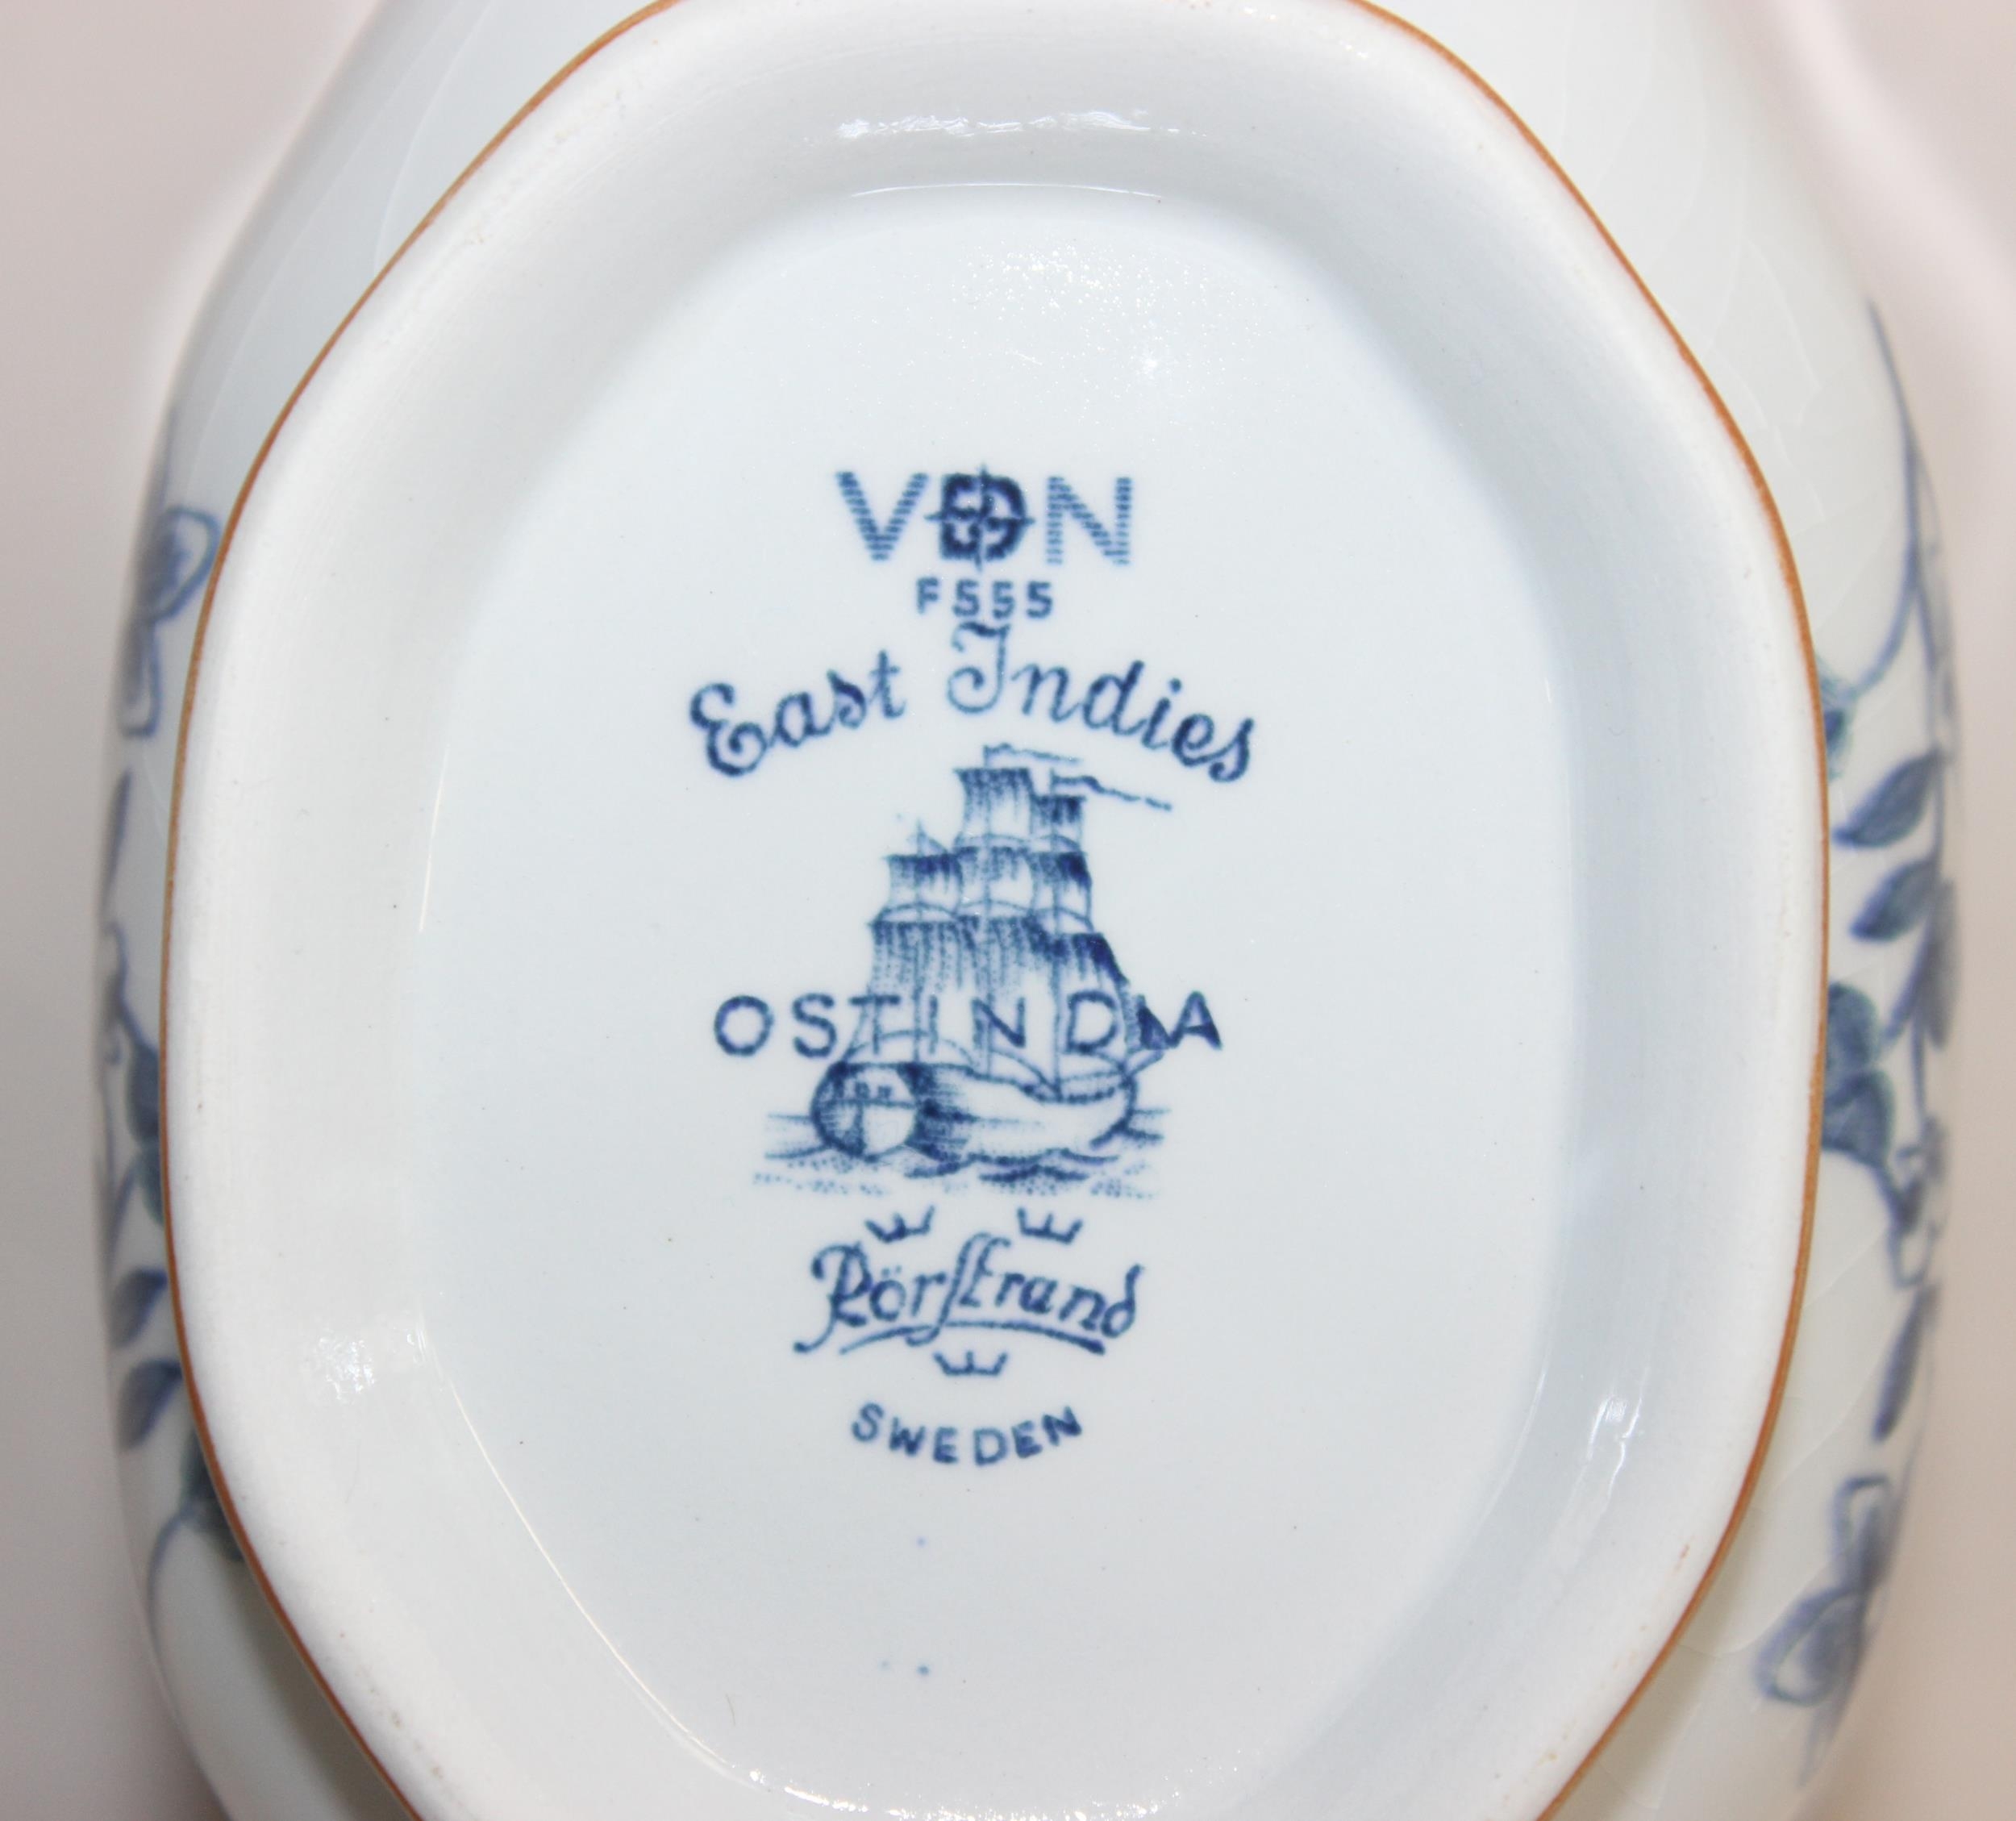 VDN
F555
East Indies
OSTINDIA
Rörstrand
SWEDEN